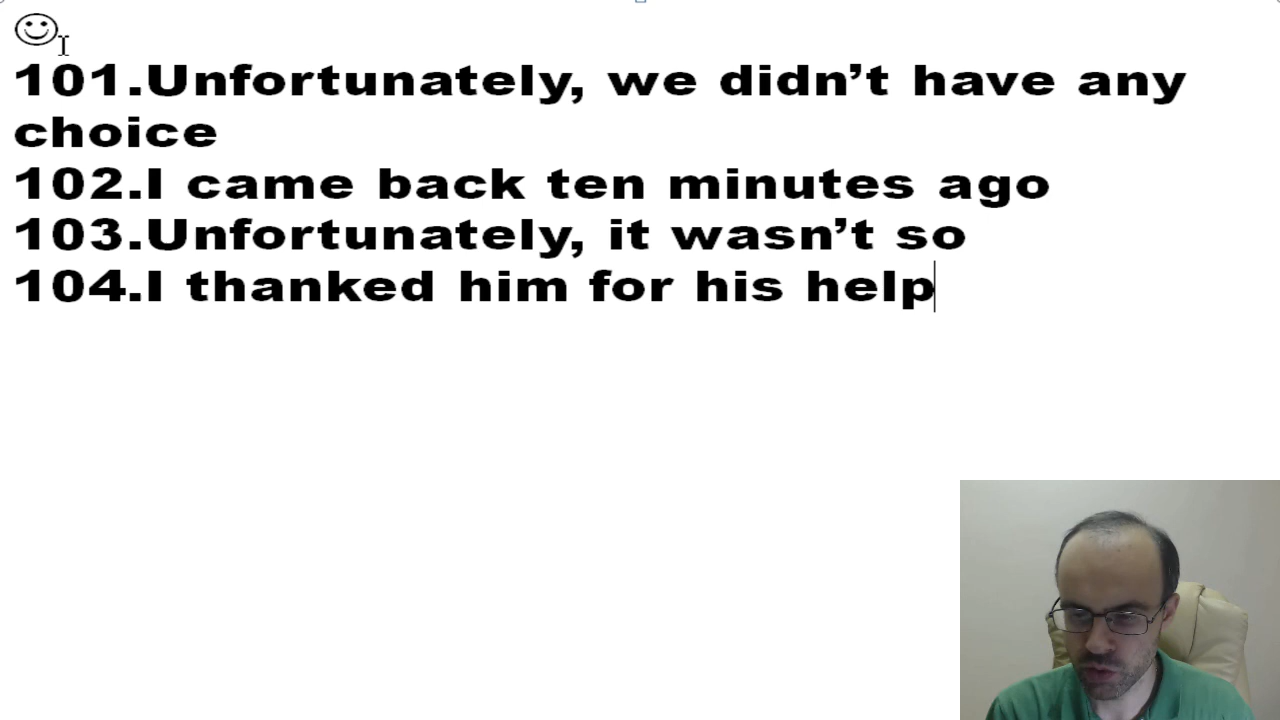 101.Unfortunately, we didn’t have any
choice
102.I came back ten minutes ago
103.Unfortunately, it wasn’t so
104.I thanked him for his help